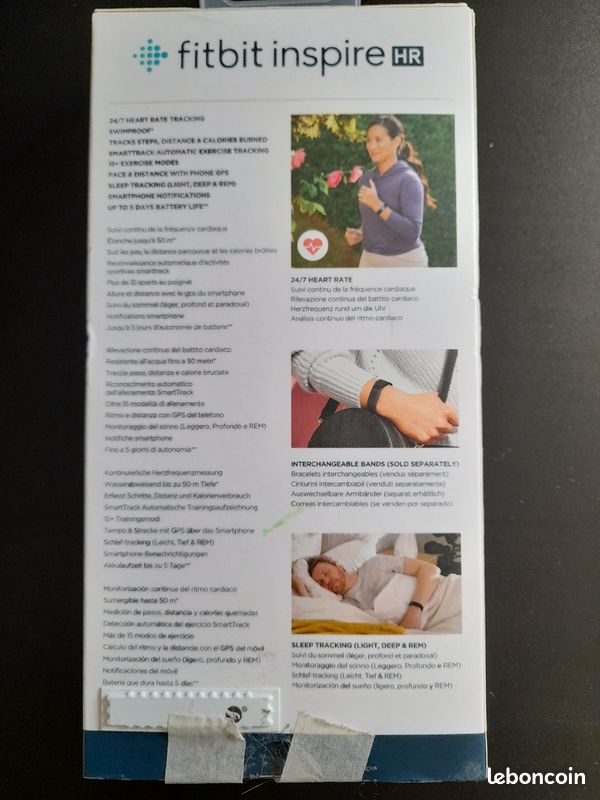 fitbit inspire HR
24/7 HEART RATE TRACKING
SWIMPROOF*
TRACKS STEPS, DISTANCE & CALORIES BURNED
SMARTTRACK AUTOMATIC EXERCISE TRACKING
15+ EXERCISE MODES
PACE & DISTANCE WITH PHONE GPS
SLEEP TRACKING (LIGHT, DEEP & REM)
SMARTPHONE NOTIFICATIONS
UP TO 5 DAYS BATTERY LIFE**
Suivi continu de la fréquence cardiaque
Étanche jusqu'à 50 m*
Suit les pas, la distance parcourue et les calories brûlées
Reconnaissance automatique d'activités
sportives smarttrack
Plus de 15 sports au poignet
Allure et distance avec le gps du smartphone
Suivi du sommeil (léger, profond et paradoxal)
Notifications smartphone
Jusqu'à 5 jours d'autonomie de batterie**
Rilevazione continua del battito cardiaco
Resistente all'acqua fino a 50 metri*
Traccia passi, distanza e calorie bruciate
Riconoscimento automatico
dell'allenamento SmartTrack
Oltre 15 modalità di allenamento
Ritmo e distanza con GPS del telefono
Monitoraggio del sonno (Leggero, Profondo e REM)
Notifiche smartphone
Fino a 5 giorni di autonomia**
Kontinuierliche Herzfrequenzmessung
Wasserabweisend bis zu 50 m Tiefe*
Erfasst Schritte, Distanz und Kalorienverbrauch
SmartTrack Automatische Trainingsaufzeichnung
15+ Trainingsmodi
Tempo & Strecke mit GPS über das Smartphone
Schlaf-tracking (Leicht, Tief & REM)
Smartphone-Benachrichtigungen
Akkulaufzeit bis zu 5 Tage**
Monitorización continua del ritmo cardíaco
Sumergible hasta 50 m*
Medición de pasos, distancia y calorías quemadas
Detección automática del ejercicio SmartTrack
Más de 15 modos de ejercicio
Cálculo del ritmo y la distancia con el GPS del móvil
Monitorización del sueño (ligero, profundo y REM)
Notificaciones del móvil
Batería que dura hasta 5 días**
24/7 HEART RATE
Suivi continu de la fréquence cardiaque
Rilevazione continua del battito cardiaco
Herzfrequenz rund um die Uhr
Análisis continuo del ritmo cardíaco
INTERCHANGEABLE BANDS (SOLD SEPARATELY)
Bracelets interchangeables (vendus séparément)
Cinturini intercambiabili (venduti separatamente)
Auswechselbare Armbänder (separat erhältlich)
Correas intercambiables (se venden por separado)
SLEEP TRACKING (LIGHT, DEEP & REM)
Suivi du sommeil (léger, profond et paradoxal)
Monitoraggio del sonno (Leggero, Profondo e REM)
Schlaf-tracking (Leicht, Tief & REM)
Monitorización del sueño (ligero, profundo y REM)
leboncoin